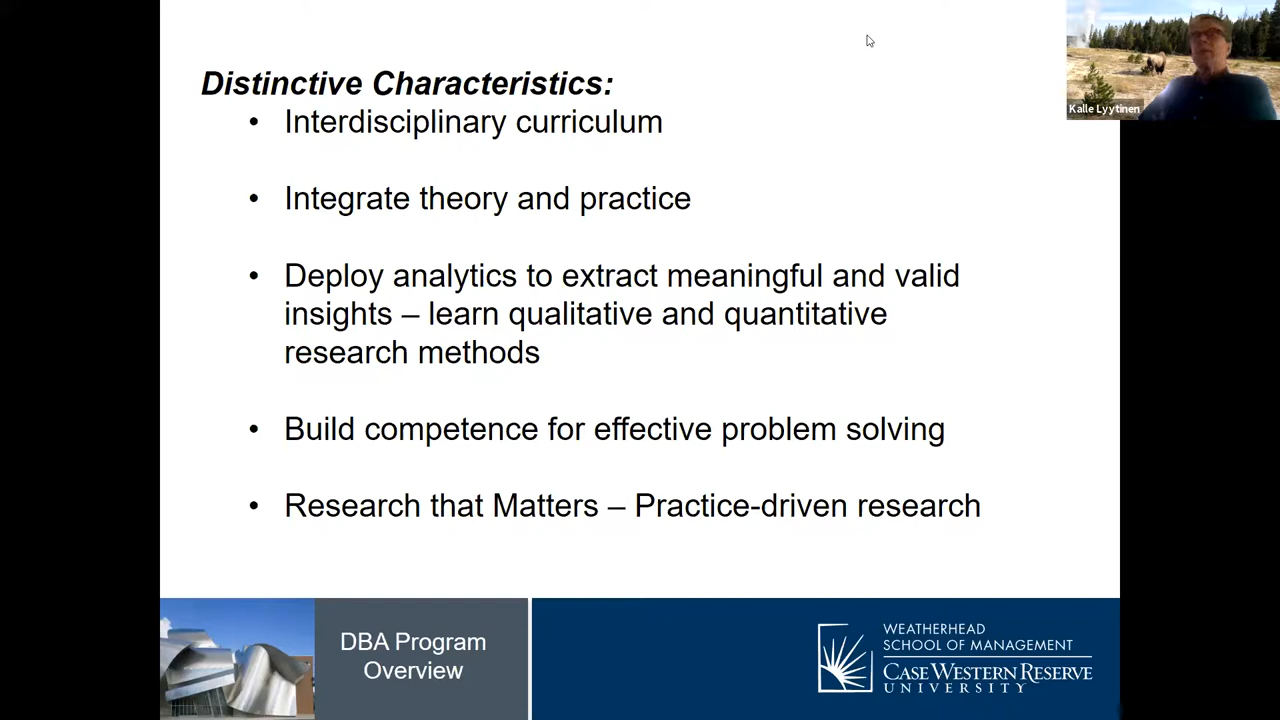 Kalle Lyytinen
Distinctive Characteristics:
• Interdisciplinary curriculum
• Integrate theory and practice
• Deploy analytics to extract meaningful and valid
insights – learn qualitative and quantitative
research methods
• Build competence for effective problem solving
• Research that Matters – Practice-driven research
DBA Program
Overview
WEATHERHEAD
SCHOOL OF MANAGEMENT
CASE WESTERN RESERVE
UNIVERSITY